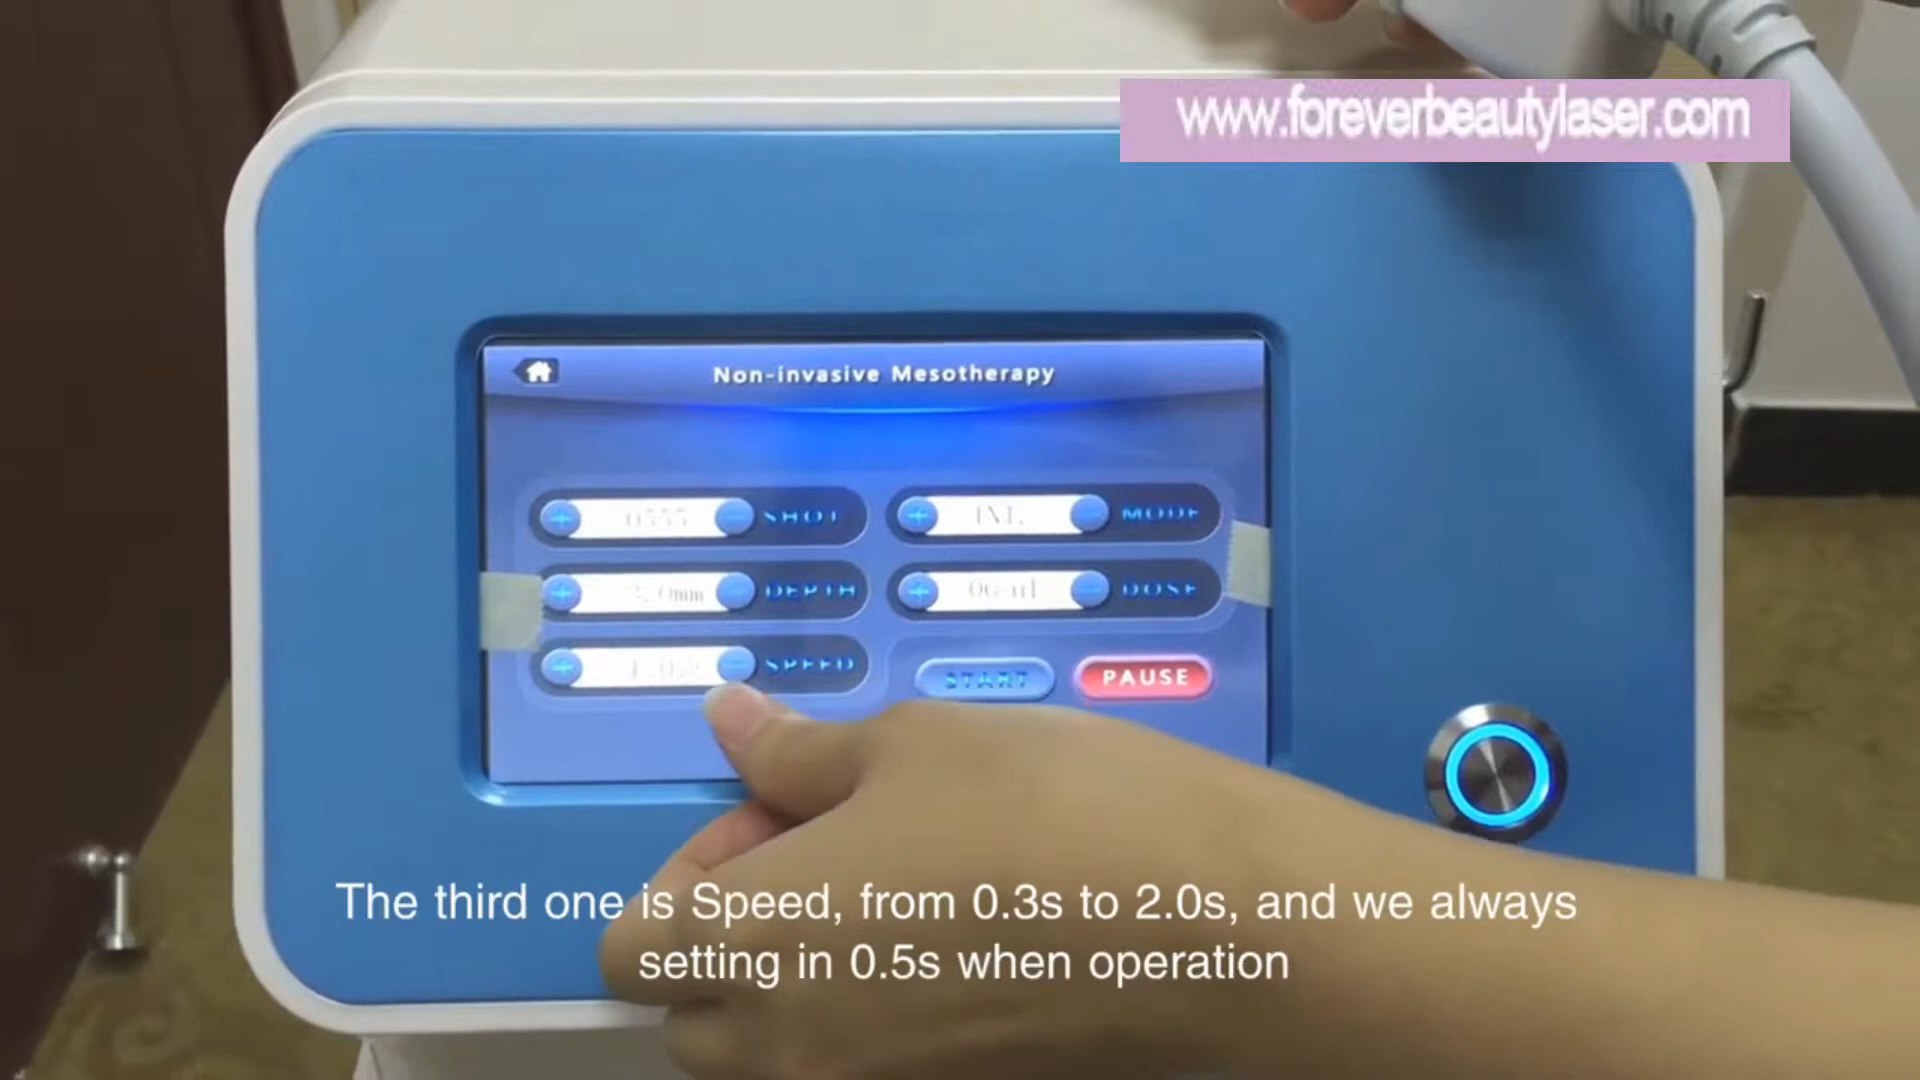 www.foreverbeautylaser.com
Non-invasive Mesotherapy
SHOT
MODE
DEPTH
DOSE
SPEED
START
PAUSE
The third one is Speed, from 0.3s to 2.0s, and we always
setting in 0.5s when operation